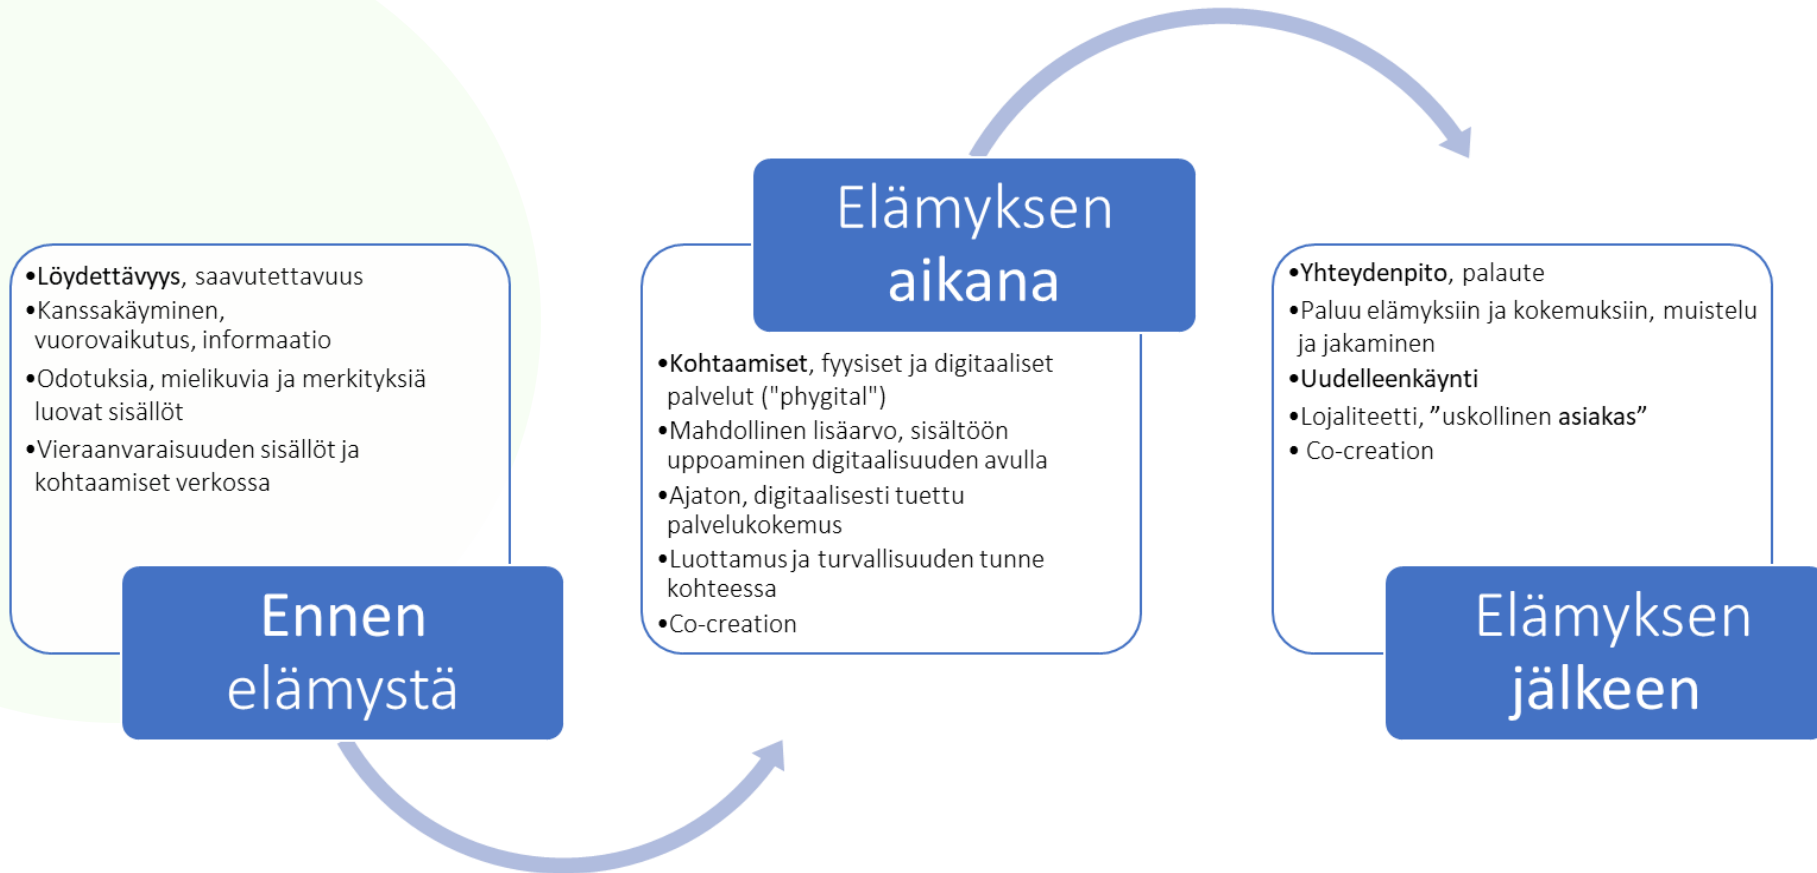 •Löydettävyys, saavutettavuus
•Kanssakäyminen,
vuorovaikutus, informaatio
•Odotuksia, mielikuvia ja merkityksiä
luovat sisällöt
•Vieraanvaraisuuden sisällöt ja
kohtaamiset verkossa
Ennen
elämystä
Elämyksen
aikana
•Kohtaamiset, fyysiset ja digitaaliset
palvelut ("phygital")
•Mahdollinen lisäarvo, sisältöön
uppoaminen digitaalisuuden avulla
•Ajaton, digitaalisesti tuettu
palvelukokemus
•Luottamus ja turvallisuuden tunne
kohteessa
•Co-creation
•Yhteydenpito, palaute
•Paluu elämyksiin ja kokemuksiin, muistelu
ja jakaminen
•Uudelleenkäynti
•Lojaliteetti, ”uskollinen asiakas”
• Co-creation
Elämyksen
jälkeen